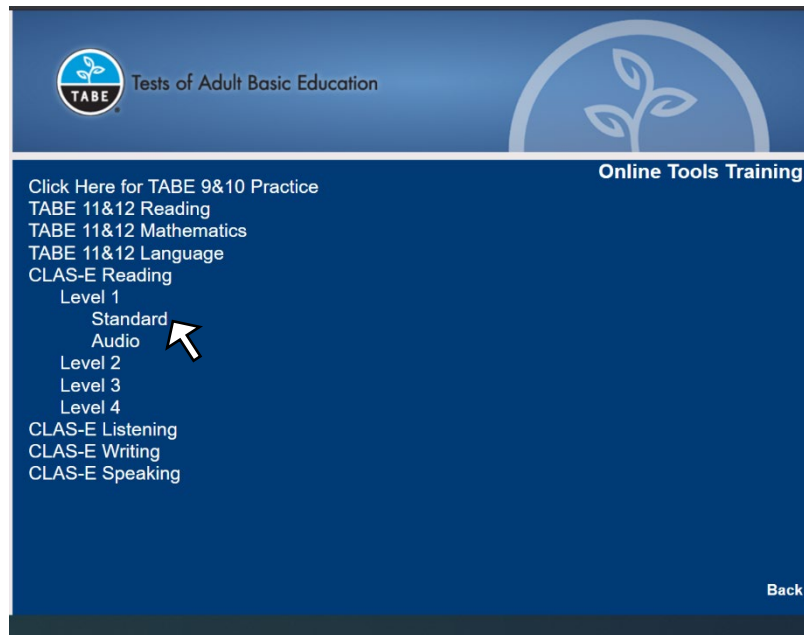 TABE
Tests of Adult Basic Education
Online Tools Training
Click Here for TABE 9&10 Practice
TABE 11&12 Reading
TABE 11&12 Mathematics
TABE 11&12 Language
CLAS-E Reading
Level 1
Standard
Audio
Level 2
Level 3
Level 4
CLAS-E Listening
CLAS-E Writing
CLAS-E Speaking
Back